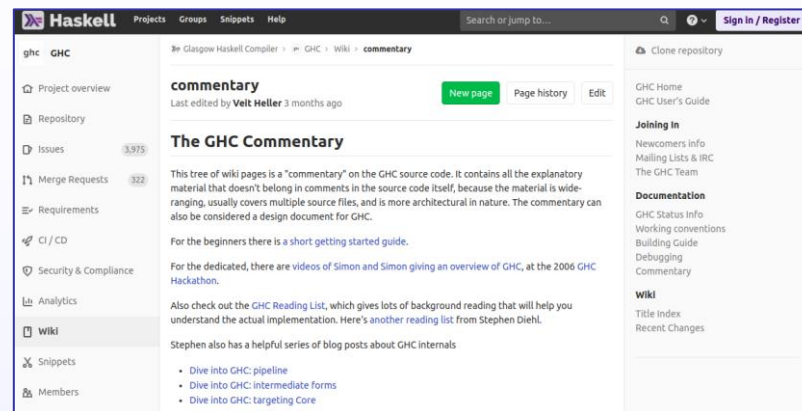 Haskell Projects Groups Snippets Help Search or jump to... Sign in / Register
ghc GHC
Project overview
Repository
Issues 3,975
Merge Requests 322
Requirements
CI / CD
Security & Compliance
Analytics
Wiki
Snippets
Members
Glasgow Haskell Compiler > GHC > Wiki > commentary
commentary
Last edited by Veit Heller 3 months ago
New page Page history Edit
The GHC Commentary
This tree of wiki pages is a "commentary" on the GHC source code. It contains all the explanatory
material that doesn't belong in comments in the source code itself, because the material is wide-
ranging, usually covers multiple source files, and is more architectural in nature. The commentary can
also be considered a design document for GHC.
For the beginners there is a short getting started guide.
For the dedicated, there are videos of Simon and Simon giving an overview of GHC, at the 2006 GHC
Hackathon.
Also check out the GHC Reading List, which gives lots of background reading that will help you
understand the actual implementation. Here's another reading list from Stephen Diehl.
Stephen also has a helpful series of blog posts about GHC internals
• Dive into GHC: pipeline
• Dive into GHC: intermediate forms
• Dive into GHC: targeting Core
Clone repository
GHC Home
GHC User's Guide
Joining In
Newcomers info
Mailing Lists & IRC
The GHC Team
Documentation
GHC Status Info
Working conventions
Building Guide
Debugging
Commentary
Wiki
Title Index
Recent Changes